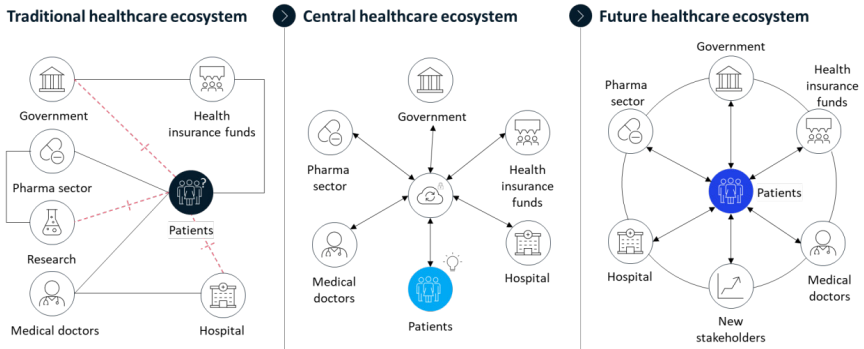 Traditional healthcare ecosystem
Government
Health
insurance funds
Pharma sector
?
Patients
Research
Medical doctors
Hospital
Central healthcare ecosystem
Government
Pharma
sector
Health
insurance
funds
Medical
doctors
Hospital
Patients
Future healthcare ecosystem
Government
Pharma
sector
Health
insurance
funds
Patients
Hospital
Medical
doctors
New
stakeholders